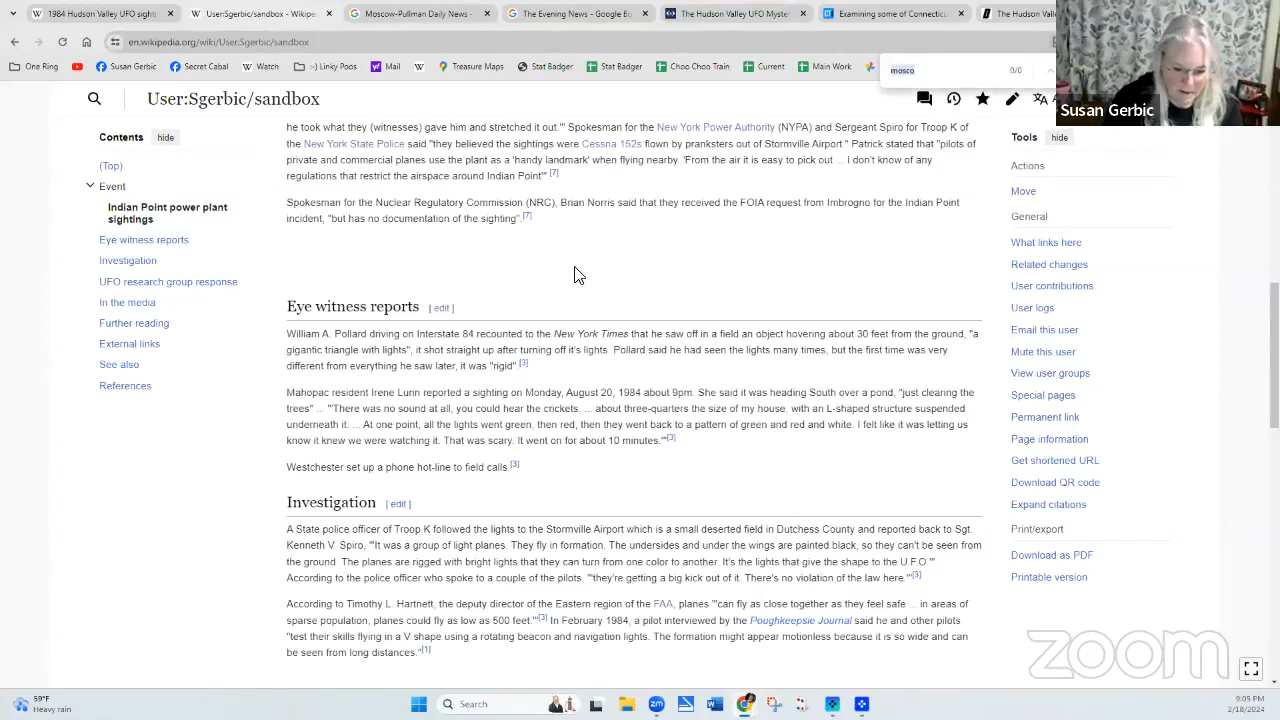 1984 Hudson Valley UFO
UserSgerbic/sandbox - Wikipe
Moscow-Pullman Daily News -
The Evening News - Google Bo
The Hudson Valley UFO Myster
Examining some of Connecticut
The Hudson Val
en.wikipedia.org/wiki/User:Sgerbic/sandbox
One Ring
Susan Gerbic
Secret Cabal
Watch
:-) Linky Poo
Mail
Trap Measures
Stat Badger
Stat Badger
Choo Choo Train
Current
Main Work
mosco
0/0
Susan Gerbic
User:Sgerbic/sandbox
Contents
hide
(Top)
Event
Indian Point power plant
sightings
Eye witness reports
Investigation
UFO research group response
In the media
Further reading
External links
See also
References
he took what they (witnesses) gave him and stretched it out.'" Spokesman for the New York Power Authority (NYPA) and Sergeant Spiro for Troop K of
the New York State Police said "they believed the sightings were Cessna 152s flown by pranksters out of Stormville Airport." Patrick stated that "pilots of
private and commercial planes use the plant as a 'handy landmark' when flying nearby. 'From the air it is easy to pick out ... I don't know of any
regulations that restrict the airspace around Indian Point'" [7]
Spokesman for the Nuclear Regulatory Commission (NRC), Brian Norris said that they received the FOIA request from Imbrogno for the Indian Point
incident, "but has no documentation of the sighting".[7]
Eye witness reports [ edit ]
William A. Pollard driving on Interstate 84 recounted to the New York Times that he saw off in a field an object hovering about 30 feet from the ground, "a
gigantic triangle with lights", it shot straight up after turning off it's lights. Pollard said he had seen the lights many times, but the first time was very
different from everything he saw later, it was "rigid" [3]
Mahopac resident Irene Lunn reported a sighting on Monday, August 20, 1984 about 9pm. She said it was heading South over a pond, "just clearing the
trees" ... "'There was no sound at all, you could hear the crickets. ... about three-quarters the size of my house, with an L-shaped structure suspended
underneath it. .. At one point, all the lights went green, then red, then they went back to a pattern of green and red and white. I felt like it was letting us
know it knew we were watching it. That was scary. It went on for about 10 minutes.'"[3]
Westchester set up a phone hot-line to field calls.[3]
Investigation [ edit ]
A State police officer of Troop K followed the lights to the Stormville Airport which is a small deserted field in Dutchess County and reported back to Sgt.
Kenneth V. Spiro, "'It was a group of light planes. They fly in formation. The undersides and under the wings are painted black, so they can't be seen from
the ground. The planes are rigged with bright lights that they can turn from one color to another. It's the lights that give the shape to the U.F.O.'"
According to the police officer who spoke to a couple of the pilots, "'they're getting a big kick out of it. There's no violation of the law here.'"[3]
According to Timothy L. Hartnett, the deputy director of the Eastern region of the FAA, planes "'can fly as close together as they feel safe ... in areas of
sparse population, planes could fly as low as 500 feet.'"[3] In February 1984, a pilot interviewed by the Poughkeepsie Journal said he and other pilots
"test their skills flying in a V shape using a rotating beacon and navigation lights. The formation might appear motionless because it is so wide and can
be seen from long distances."[1]
Tools
hide
Actions
Move
General
What links here
Related changes
User contributions
User logs
Email this user
Mute this user
View user groups
Special pages
Permanent link
Page information
Get shortened URL
Download QR code
Expand citations
Print/export
Download as PDF
Printable version
zoom
59°F
Heavy rain
Search
9:05 PM
2/18/2024